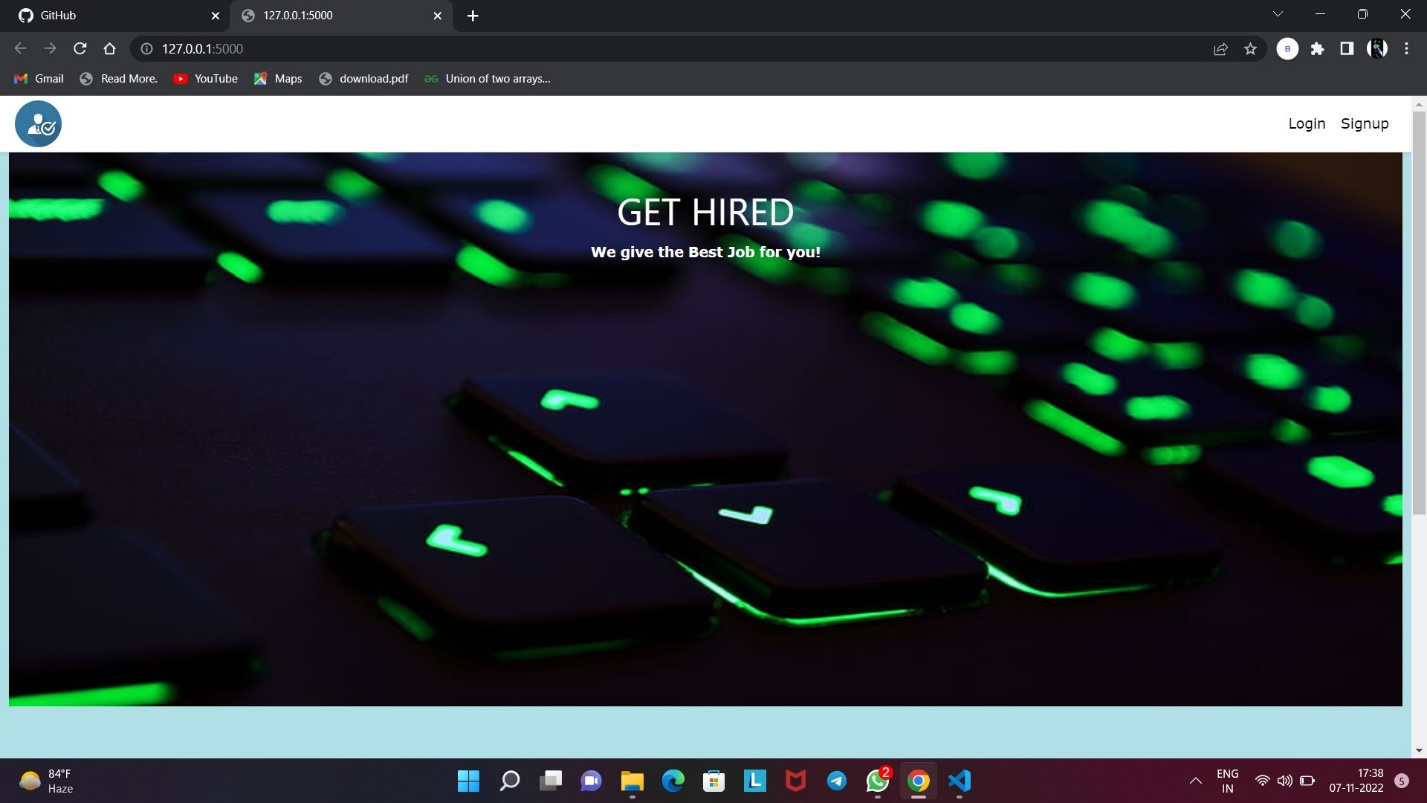 GitHub
127.0.0.1:5000
127.0.0.1:5000
B
Gmail
Read More.
YouTube
Maps
download.pdf
Union of two arrays...
Login
Signup
GET HIRED
We give the Best Job for you!
84°F
Haze
L
2
ENG
IN
17:38
07-11-2022
5